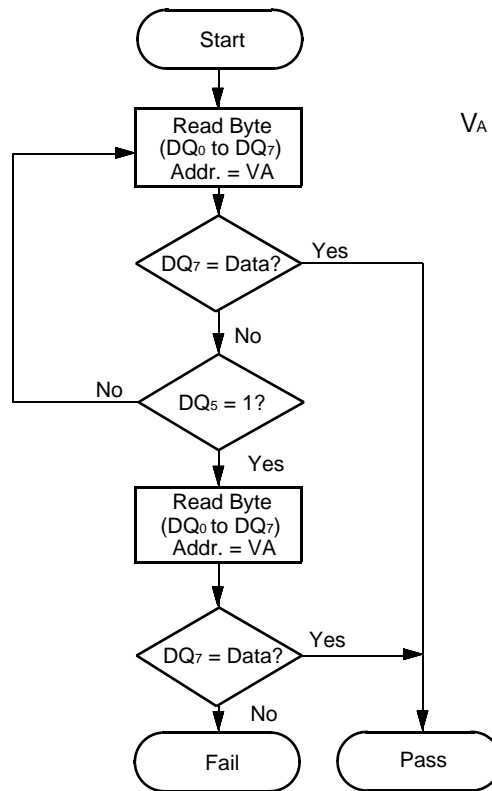 Start
Read Byte
(DQ0 to DQ7)
Addr. = VA
VA
DQ7 = Data?
Yes
No
No
DQ5 = 1?
Yes
Read Byte
(DQ0 to DQ7)
Addr. = VA
DQ7 = Data?
Yes
No
Fail
Pass